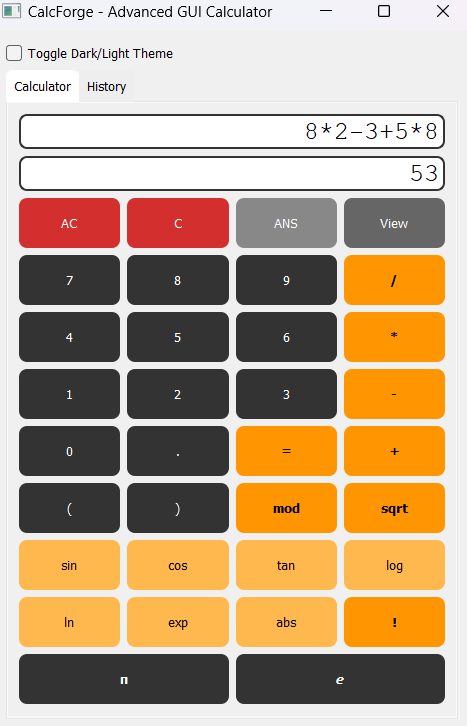 CalcForge - Advanced GUI Calculator
Toggle Dark/Light Theme
Calculator History
8*2-3+5*8
53
AC C ANS View
7 8 9 /
4 5 6 *
1 2 3 -
0 . = +
( ) mod sqrt
sin cos tan log
ln exp abs !
π e